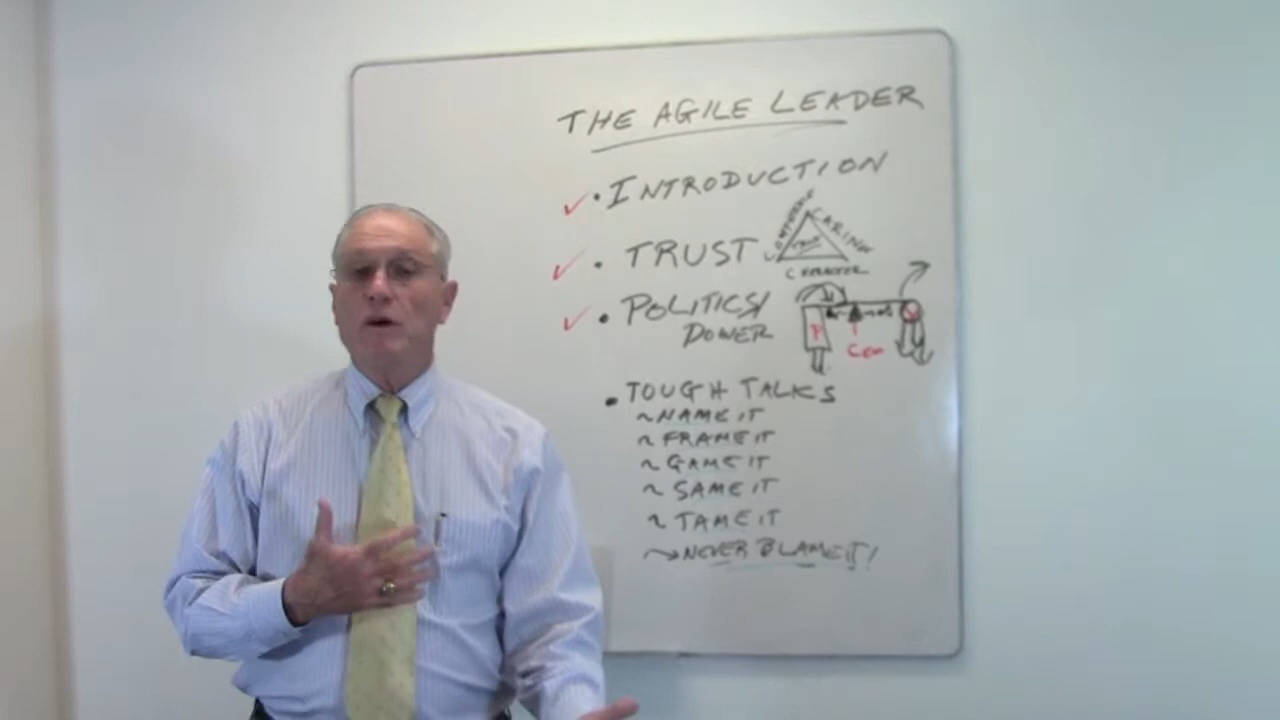 THE AGILE LEADER
• INTRODUCTION
• TRUST
CARING
CHARACTER
• POLITICS/
POWER
P
• TOUGH TALKS
~ NAME IT
~ FRAME IT
~ GAME IT
~ SAME IT
~ TAME IT
~ NEVER BLAME IT!